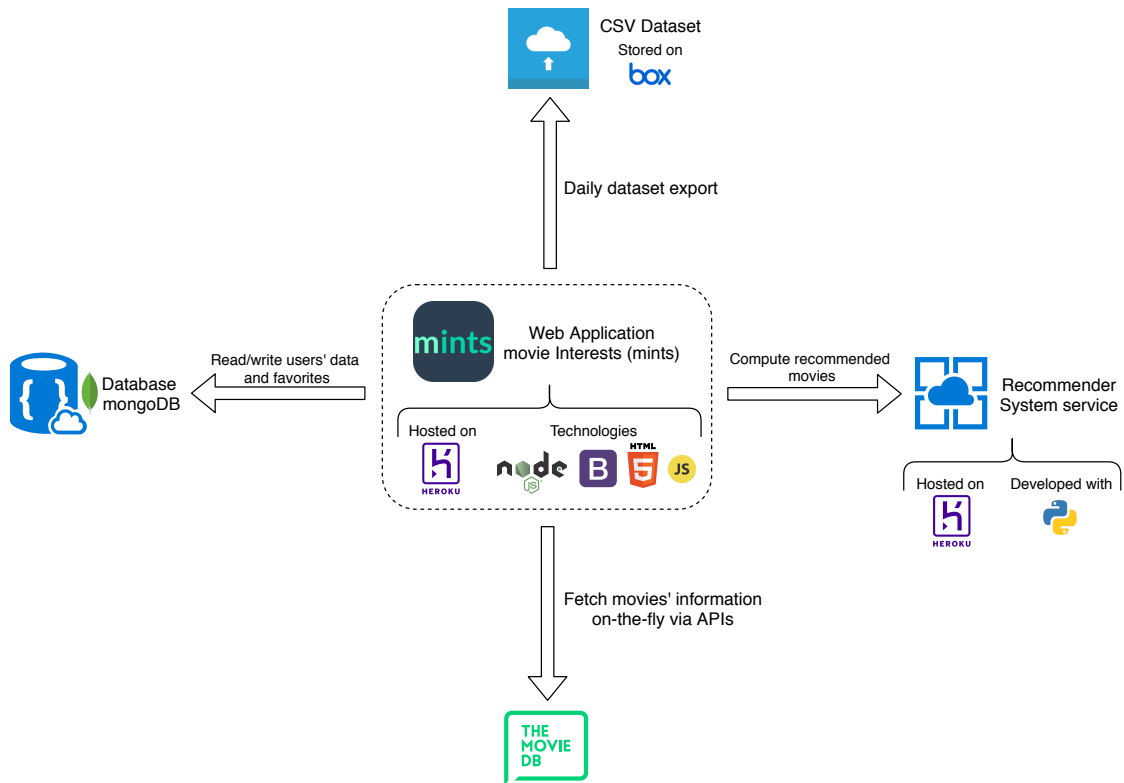 CSV Dataset
Stored on
box
Daily dataset export
mints
Web Application
movie Interests (mints)
Read/write users' data
and favorites
Database
mongoDB
Compute recommended
movies
Recommender
System service
Hosted on
HEROKU
Technologies
node
JS
B
HTML
5
JS
Hosted on
HEROKU
Developed with
Fetch movies' information
on-the-fly via APIs
THE
MOVIE
DB